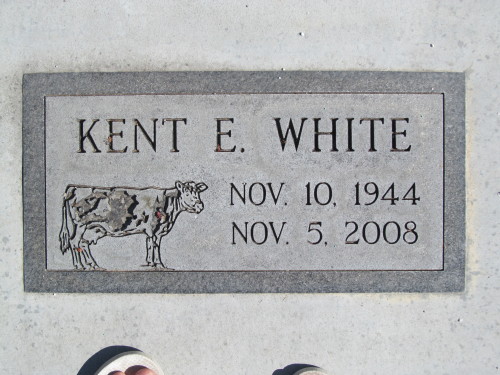 KENT E. WHITE
NOV. 10, 1944
NOV. 5, 2008